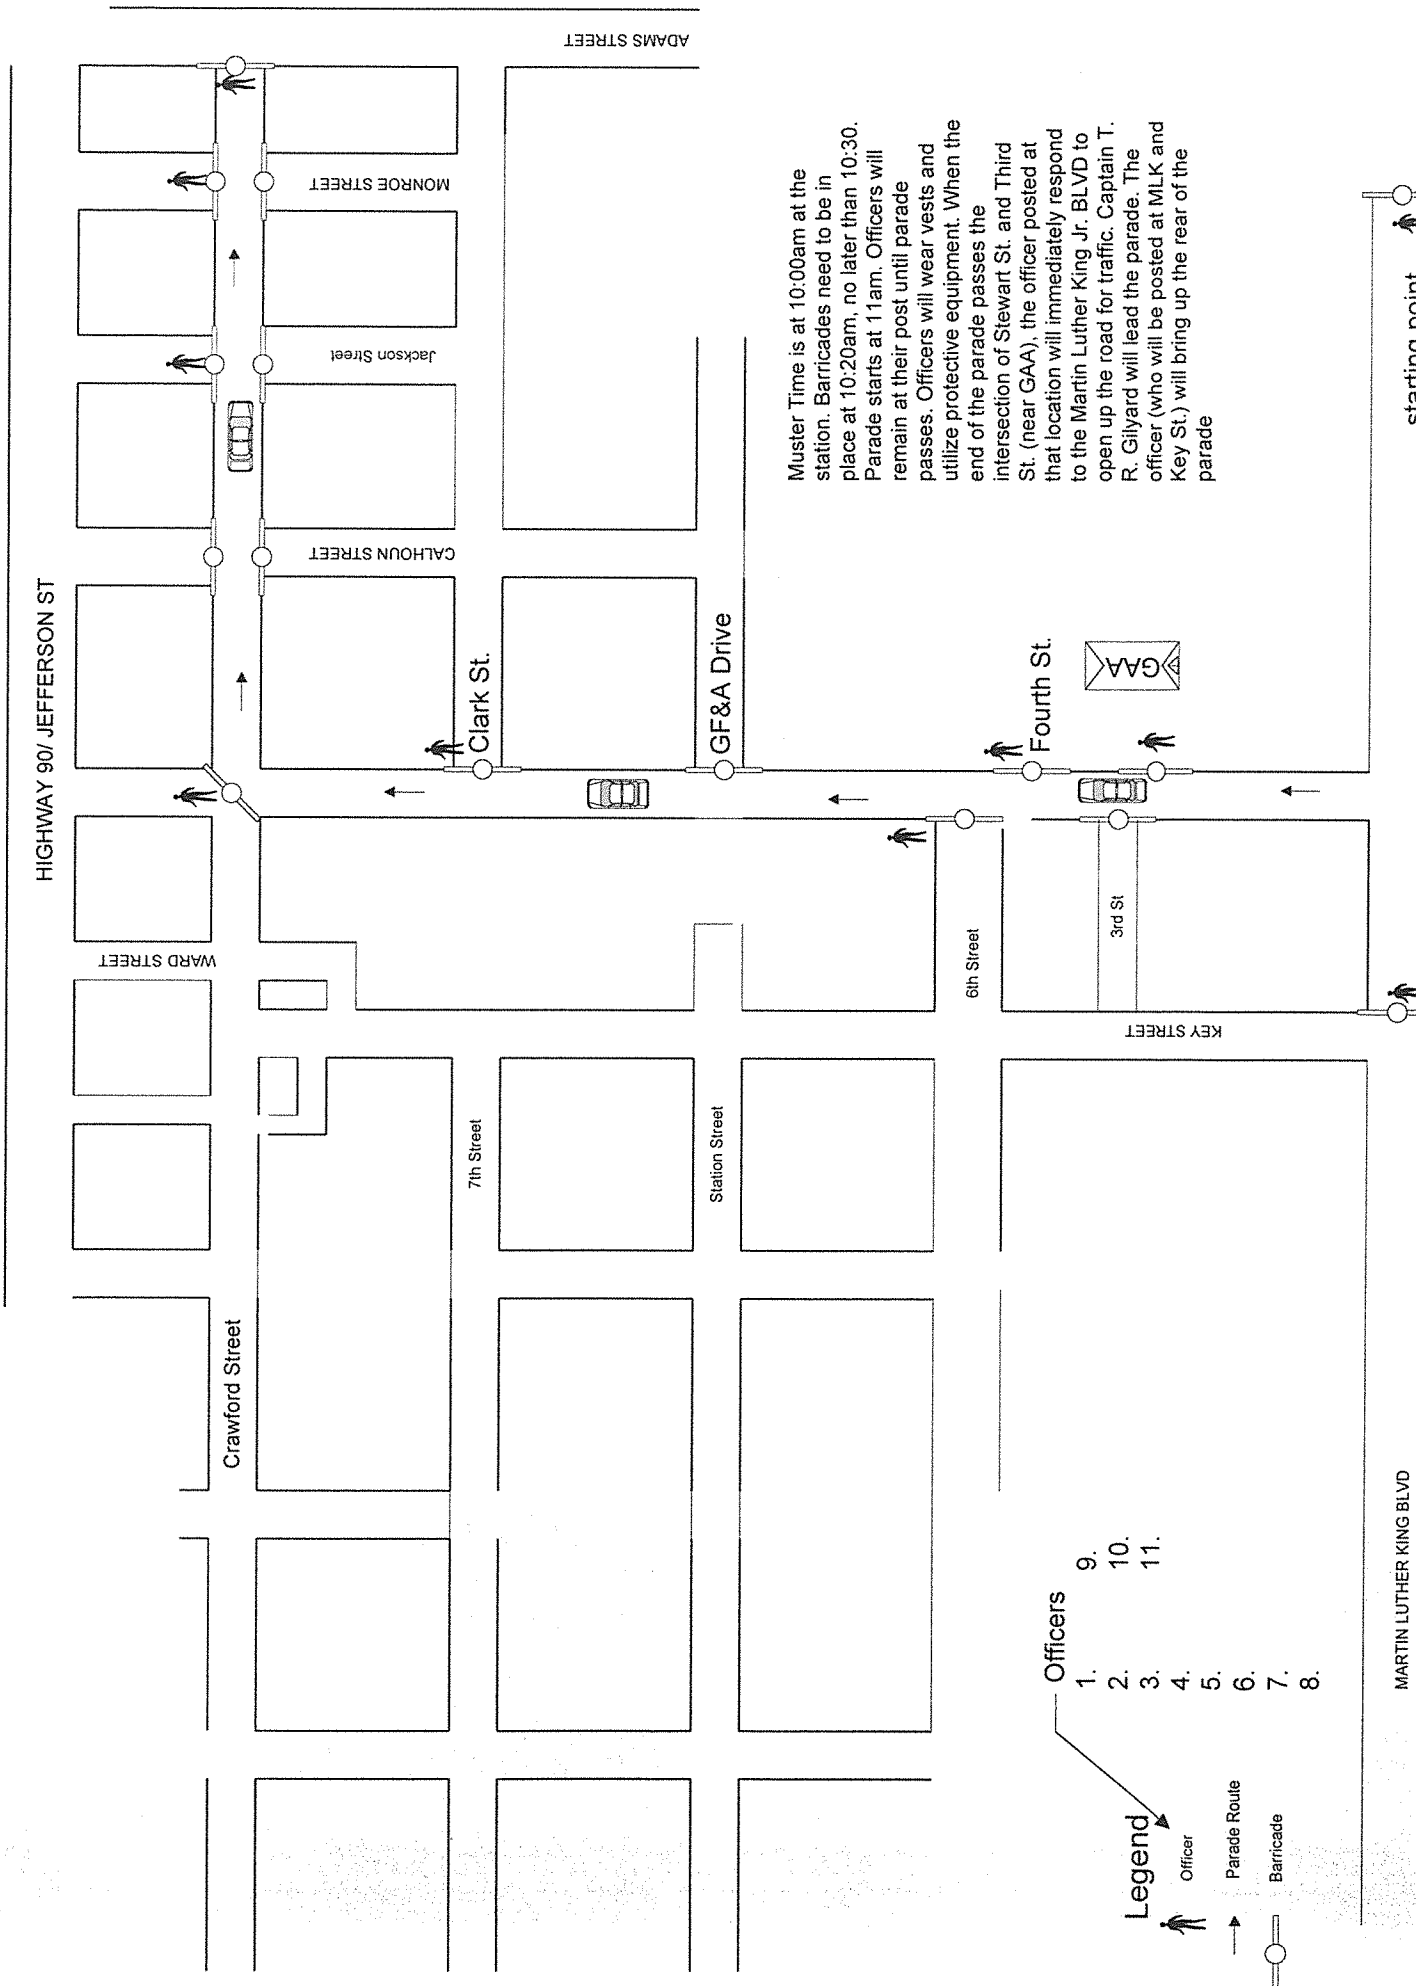 HIGHWAY 90/ JEFFERSON ST
ADAMS STREET
MONROE STREET
Jackson Street
CALHOUN STREET
WARD STREET
Crawford Street
Clark St.
7th Street
GF&A Drive
Station Street
Fourth St.
6th Street
GAA
3rd St
KEY STREET
Muster Time is at 10:00am at the
station. Barricades need to be in
place at 10:20am, no later than 10:30.
Parade starts at 11am. Officers will
remain at their post until parade
passes. Officers will wear vests and
utilize protective equipment. When the
end of the parade passes the
intersection of Stewart St. and Third
St. (near GAA), the officer posted at
that location will immediately respond
to the Martin Luther King Jr. BLVD to
open up the road for traffic. Captain T.
R. Gilyard will lead the parade. The
officer (who will be posted at MLK and
Key St.) will bring up the rear of the
parade
starting point
MARTIN LUTHER KING BLVD
Officers
1.
2.
3.
4.
5.
6.
7.
8.
9.
10.
11.
Legend
Officer
Parade Route
Barricade